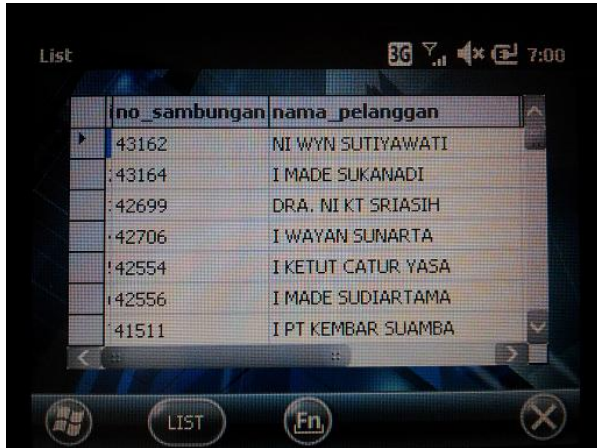 List 3G 7:00
no_sambungan nama_pelanggan
43162 NI WYN SUTIYAWATI
43164 I MADE SUKANADI
42699 DRA. NI KT SRIASIH
42706 I WAYAN SUNARTA
42554 I KETUT CATUR YASA
42556 I MADE SUDIARTAMA
41511 I PT KEMBAR SUAMBA
LIST Fn